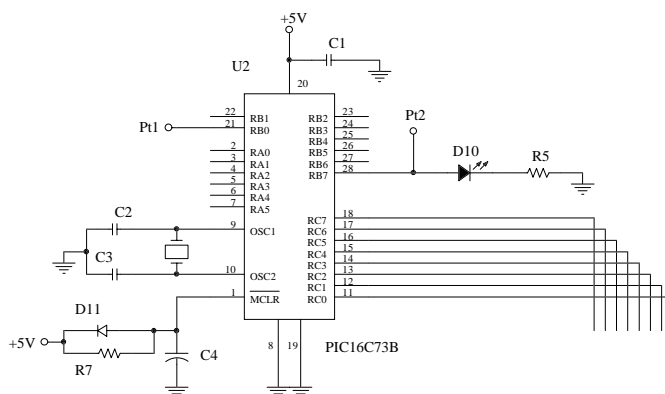 +5V
C1
U2
20
22 RB1 RB2 23
Pt1 21 RB0 RB3 24
RB4 25
2 RA0 RB5 26
3 RA1 RB6 27
4 RA2 RB7 28
5 RA3
6 RA4
7 RA5
Pt2
D10
R5
C2
9 OSC1
C3
10 OSC2
1 MCLR
RC7 18
RC6 17
RC5 16
RC4 15
RC3 14
RC2 13
RC1 12
RC0 11
D11
+5V
R7
C4
8 19
PIC16C73B